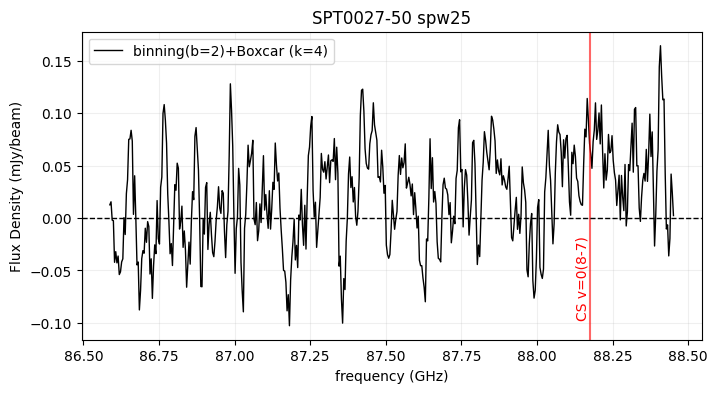 SPT0027-50 spw25
binning(b=2)+Boxcar (k=4)
Flux Density (mJy/beam)
0.15
0.10
0.05
0.00
−0.05
−0.10
CS v=0(8-7)
86.50 86.75 87.00 87.25 87.50 87.75 88.00 88.25 88.50
frequency (GHz)